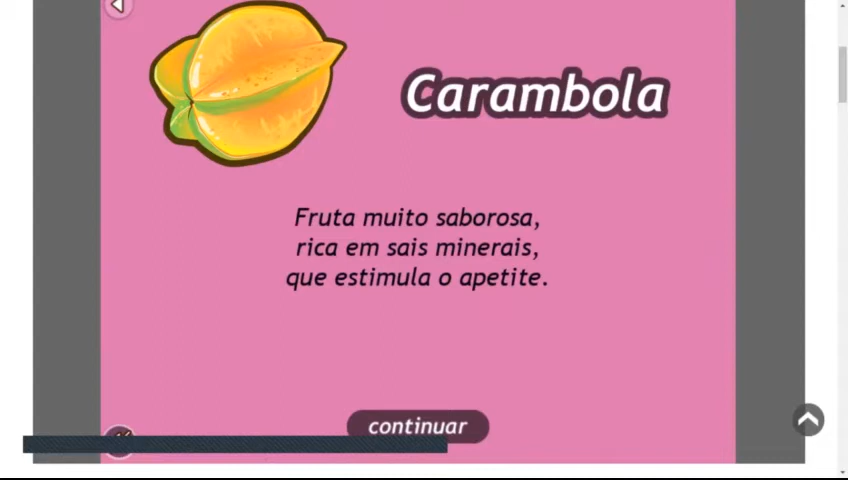 Carambola
Fruta muito saborosa,
rica em sais minerais,
que estimula o apetite.
continuar